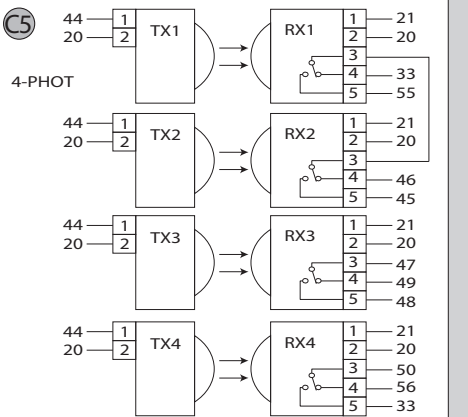 C5
4-PHOT
44 1 TX1 RX1 1 21
20 2 2 20
3
4 33
5 55
44 1 TX2 RX2 1 21
20 2 2 20
3
4 46
5 45
44 1 TX3 RX3 1 21
20 2 2 20
3 47
4 49
5 48
44 1 TX4 RX4 1 21
20 2 2 20
3 50
4 56
5 33